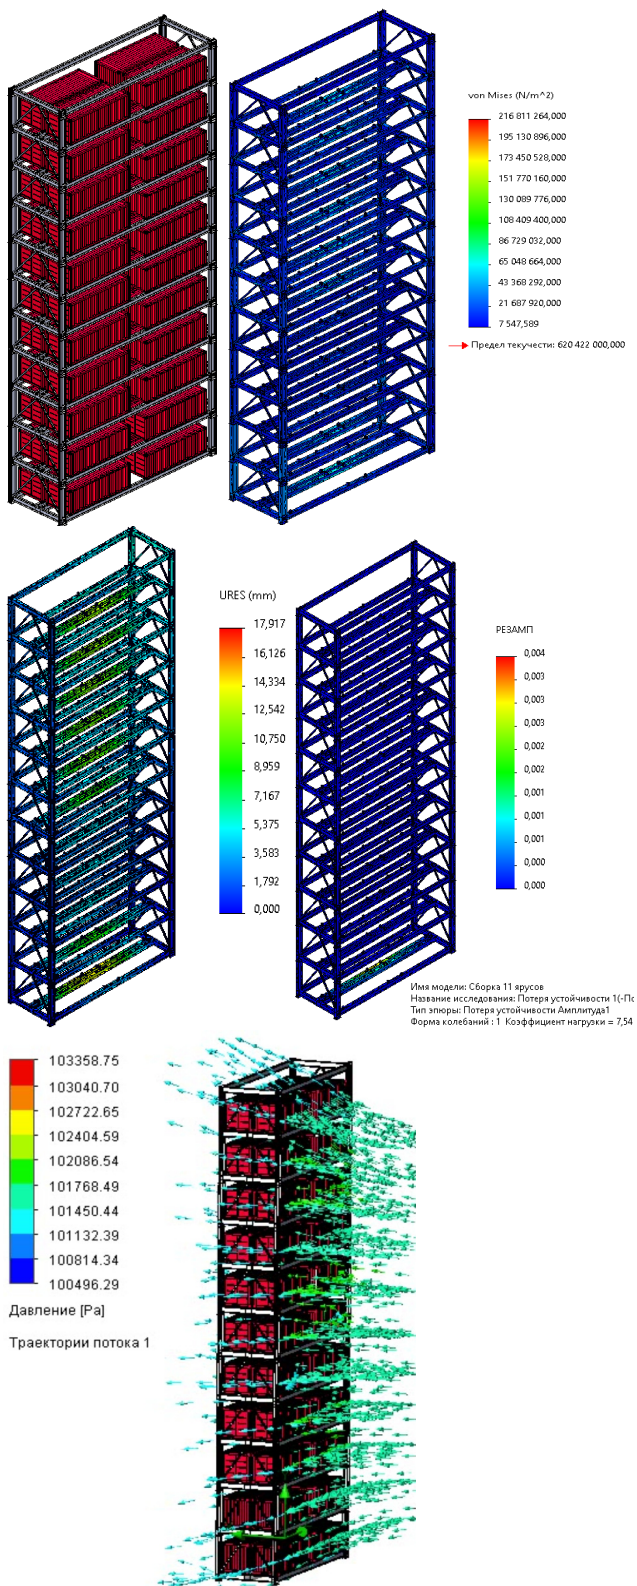 von Mises (N/m^2)
216 811 264,000
195 130 896,000
173 450 528,000
151 770 160,000
130 089 776,000
108 409 400,000
86 729 032,000
65 048 664,000
43 368 292,000
21 687 920,000
7 547,589
Предел текучести: 620 422 000,000
URES (mm)
17,917
16,126
14,334
12,542
10,750
8,959
7,167
5,375
3,583
1,792
0,000
РЕЗАМП
0,004
0,003
0,003
0,003
0,002
0,002
0,001
0,001
0,001
0,000
0,000
Имя модели: Сборка 11 ярусов
Название исследования: Потеря устойчивости 1(-По
Тип эпюры: Потеря устойчивости Амплитуда1
Форма колебаний : 1 Коэффициент нагрузки = 7,54
103358.75
103040.70
102722.65
102404.59
102086.54
101768.49
101450.44
101132.39
100814.34
100496.29
Давление [Pa]
Траектории потока 1